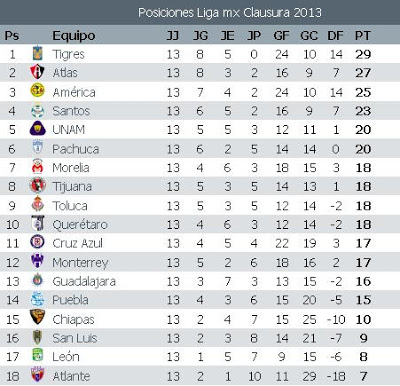 Posiciones Liga mx Clausura 2013
Ps Equipo JJ JG JE JP GF GC DF PT
1 Tigres 13 8 5 0 24 10 14 29
2 Atlas 13 8 3 2 16 9 7 27
3 América 13 7 4 2 24 10 14 25
4 Santos 13 6 5 2 16 9 7 23
5 UNAM 13 5 5 3 12 11 1 20
6 Pachuca 13 6 2 5 14 14 0 20
7 Morelia 13 4 6 3 18 15 3 18
8 Tijuana 13 5 3 5 14 13 1 18
9 Toluca 13 5 3 5 12 14 -2 18
10 Querétaro 13 4 6 3 12 14 -2 18
11 Cruz Azul 13 4 5 4 22 19 3 17
12 Monterrey 13 5 2 6 18 16 2 17
13 Guadalajara 13 3 7 3 13 15 -2 16
14 Puebla 13 4 3 6 15 20 -5 15
15 Chiapas 13 2 4 7 15 25 -10 10
16 San Luis 13 2 3 8 14 21 -7 9
17 León 13 1 5 7 9 15 -6 8
18 Atlante 13 2 1 10 11 29 -18 7